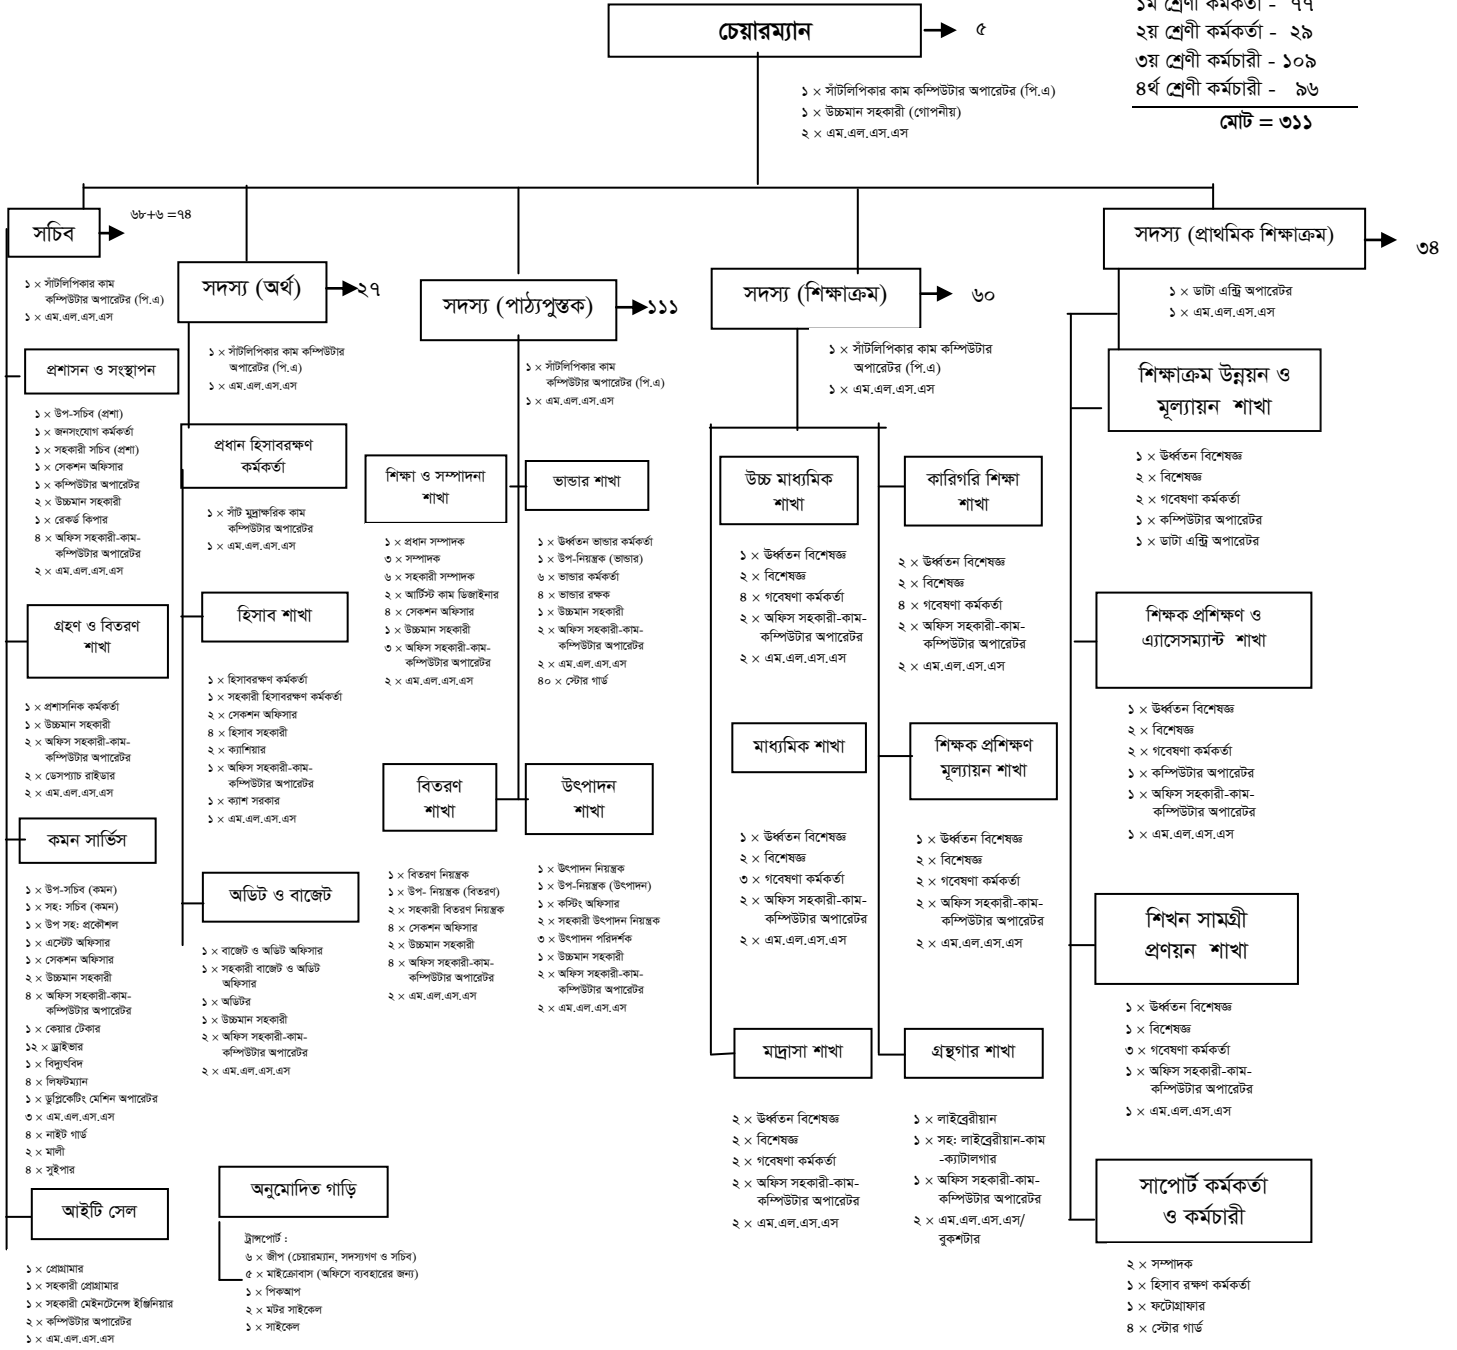 চেয়ারম্যান
৫
১ম শ্রেণী কর্মকর্তা - ৭৭
২য় শ্রেণী কর্মকর্তা - ২৯
৩য় শ্রেণী কর্মচারী - ১০৯
৪র্থ শ্রেণী কর্মচারী - ৯৬
মোট = ৩১১
১ × সাঁটলিপিকার কাম কম্পিউটার অপারেটর (পি.এ)
১ × উচ্চমান সহকারী (গোপনীয়)
২ × এম.এল.এস.এস
সচিব
৬৮+৬ =৭৪
১ × সাঁটলিপিকার কাম
কম্পিউটার অপারেটর (পি.এ)
১ × এম.এল.এস.এস
প্রশাসন ও সংস্থাপন
১ × উপ-সচিব (প্রশা)
১ × জনসংযোগ কর্মকর্তা
১ × সহকারী সচিব (প্রশা)
১ × সেকশন অফিসার
১ × কম্পিউটার অপারেটর
২ × উচ্চমান সহকারী
১ × রেকর্ড কিপার
৪ × অফিস সহকারী-কাম-
কম্পিউটার অপারেটর
২ × এম.এল.এস.এস
গ্রহণ ও বিতরণ
শাখা
১ × প্রশাসনিক কর্মকর্তা
১ × উচ্চমান সহকারী
২ × অফিস সহকারী-কাম-
কম্পিউটার অপারেটর
২ × ডেসপ্যাচ রাইডার
২ × এম.এল.এস.এস
কমন সার্ভিস
১ × উপ-সচিব (কমন)
১ × সহ: সচিব (কমন)
১ × উপ সহ: প্রকৌশল
১ × এস্টেট অফিসার
১ × সেকশন অফিসার
২ × উচ্চমান সহকারী
৪ × অফিস সহকারী-কাম-
কম্পিউটার অপারেটর
১ × কেয়ার টেকার
১২ × ড্রাইভার
১ × বিদ্যুৎবিদ
৪ × লিফটম্যান
১ × ডুপ্লিকেটিং মেশিন অপারেটর
৩ × এম.এল.এস.এস
৪ × নাইট গার্ড
২ × মালী
৪ × সুইপার
আইটি সেল
১ × প্রোগ্রামার
১ × সহকারী প্রোগ্রামার
১ × সহকারী মেইনটেনেন্স ইঞ্জিনিয়ার
২ × কম্পিউটার অপারেটর
১ × এম.এল.এস.এস
সদস্য (অর্থ)
২৭
১ × সাঁটলিপিকার কাম কম্পিউটার
অপারেটর (পি.এ)
১ × এম.এল.এস.এস
প্রধান হিসাবরক্ষণ
কর্মকর্তা
১ × সাঁট মুদ্রাক্ষরিক কাম
কম্পিউটার অপারেটর
১ × এম.এল.এস.এস
হিসাব শাখা
১ × হিসাবরক্ষণ কর্মকর্তা
১ × সহকারী হিসাবরক্ষণ কর্মকর্তা
২ × সেকশন অফিসার
৪ × হিসাব সহকারী
২ × ক্যাশিয়ার
১ × অফিস সহকারী-কাম-
কম্পিউটার অপারেটর
১ × ক্যাশ সরকার
১ × এম.এল.এস.এস
অডিট ও বাজেট
১ × বাজেট ও অডিট অফিসার
১ × সহকারী বাজেট ও অডিট
অফিসার
১ × অডিটর
১ × উচ্চমান সহকারী
২ × অফিস সহকারী-কাম-
কম্পিউটার অপারেটর
২ × এম.এল.এস.এস
অনুমোদিত গাড়ি
ট্রান্সপোর্ট :
৬ × জীপ (চেয়ারম্যান, সদস্যগণ ও সচিব)
৫ × মাইক্রোবাস (অফিসে ব্যবহারের জন্য)
১ × পিকআপ
২ × মটর সাইকেল
১ × সাইকেল
সদস্য (পাঠ্যপুস্তক)
১১১
১ × সাঁটলিপিকার কাম
কম্পিউটার অপারেটর (পি.এ)
১ × এম.এল.এস.এস
শিক্ষা ও সম্পাদনা
শাখা
১ × প্রধান সম্পাদক
৩ × সম্পাদক
৬ × সহকারী সম্পাদক
২ × আর্টিস্ট কাম ডিজাইনার
৪ × সেকশন অফিসার
১ × উচ্চমান সহকারী
৩ × অফিস সহকারী-কাম-
কম্পিউটার অপারেটর
২ × এম.এল.এস.এস
ভান্ডার শাখা
১ × ঊর্ধ্বতন ভান্ডার কর্মকর্তা
১ × উপ-নিয়ন্ত্রক (ভান্ডার)
৬ × ভান্ডার কর্মকর্তা
৪ × ভান্ডার রক্ষক
১ × উচ্চমান সহকারী
২ × অফিস সহকারী-কাম-
কম্পিউটার অপারেটর
২ × এম.এল.এস.এস
৪০ × স্টোর গার্ড
বিতরণ
শাখা
১ × বিতরণ নিয়ন্ত্রক
১ × উপ- নিয়ন্ত্রক (বিতরণ)
২ × সহকারী বিতরণ নিয়ন্ত্রক
৪ × সেকশন অফিসার
২ × উচ্চমান সহকারী
৪ × অফিস সহকারী-কাম-
কম্পিউটার অপারেটর
২ × এম.এল.এস.এস
উৎপাদন
শাখা
১ × উৎপাদন নিয়ন্ত্রক
১ × উপ-নিয়ন্ত্রক (উৎপাদন)
১ × কস্টিং অফিসার
২ × সহকারী উৎপাদন নিয়ন্ত্রক
৩ × উৎপাদন পরিদর্শক
১ × উচ্চমান সহকারী
২ × অফিস সহকারী-কাম-
কম্পিউটার অপারেটর
২ × এম.এল.এস.এস
সদস্য (শিক্ষাক্রম)
৬০
১ × সাঁটলিপিকার কাম কম্পিউটার
অপারেটর (পি.এ)
১ × এম.এল.এস.এস
উচ্চ মাধ্যমিক
শাখা
১ × ঊর্ধ্বতন বিশেষজ্ঞ
২ × বিশেষজ্ঞ
৪ × গবেষণা কর্মকর্তা
২ × অফিস সহকারী-কাম-
কম্পিউটার অপারেটর
২ × এম.এল.এস.এস
কারিগরি শিক্ষা
শাখা
২ × ঊর্ধ্বতন বিশেষজ্ঞ
২ × বিশেষজ্ঞ
৪ × গবেষণা কর্মকর্তা
২ × অফিস সহকারী-কাম-
কম্পিউটার অপারেটর
২ × এম.এল.এস.এস
মাধ্যমিক শাখা
১ × ঊর্ধ্বতন বিশেষজ্ঞ
২ × বিশেষজ্ঞ
৩ × গবেষণা কর্মকর্তা
২ × অফিস সহকারী-কাম-
কম্পিউটার অপারেটর
২ × এম.এল.এস.এস
শিক্ষক প্রশিক্ষণ
মূল্যায়ন শাখা
১ × ঊর্ধ্বতন বিশেষজ্ঞ
২ × বিশেষজ্ঞ
২ × গবেষণা কর্মকর্তা
২ × অফিস সহকারী-কাম-
কম্পিউটার অপারেটর
২ × এম.এল.এস.এস
মাদ্রাসা শাখা
২ × ঊর্ধ্বতন বিশেষজ্ঞ
২ × বিশেষজ্ঞ
২ × গবেষণা কর্মকর্তা
২ × অফিস সহকারী-কাম-
কম্পিউটার অপারেটর
২ × এম.এল.এস.এস
গ্রন্থগার শাখা
১ × লাইব্রেরীয়ান
১ × সহ: লাইব্রেরীয়ান-কাম
-ক্যাটালগার
১ × অফিস সহকারী-কাম-
কম্পিউটার অপারেটর
২ × এম.এল.এস.এস/
বুকশটার
সদস্য (প্রাথমিক শিক্ষাক্রম)
৩৪
১ × ডাটা এন্ট্রি অপারেটর
১ × এম.এল.এস.এস
শিক্ষাক্রম উন্নয়ন ও
মূল্যায়ন শাখা
১ × ঊর্ধ্বতন বিশেষজ্ঞ
২ × বিশেষজ্ঞ
২ × গবেষণা কর্মকর্তা
১ × কম্পিউটার অপারেটর
১ × ডাটা এন্ট্রি অপারেটর
শিক্ষক প্রশিক্ষণ ও
এ্যাসেসম্যান্ট শাখা
১ × ঊর্ধ্বতন বিশেষজ্ঞ
২ × বিশেষজ্ঞ
২ × গবেষণা কর্মকর্তা
১ × কম্পিউটার অপারেটর
১ × অফিস সহকারী-কাম-
কম্পিউটার অপারেটর
১ × এম.এল.এস.এস
শিখন সামগ্রী
প্রণয়ন শাখা
১ × ঊর্ধ্বতন বিশেষজ্ঞ
১ × বিশেষজ্ঞ
৩ × গবেষণা কর্মকর্তা
১ × অফিস সহকারী-কাম-
কম্পিউটার অপারেটর
১ × এম.এল.এস.এস
সাপোর্ট কর্মকর্তা
ও কর্মচারী
২ × সম্পাদক
১ × হিসাব রক্ষণ কর্মকর্তা
১ × ফটোগ্রাফার
৪ × স্টোর গার্ড